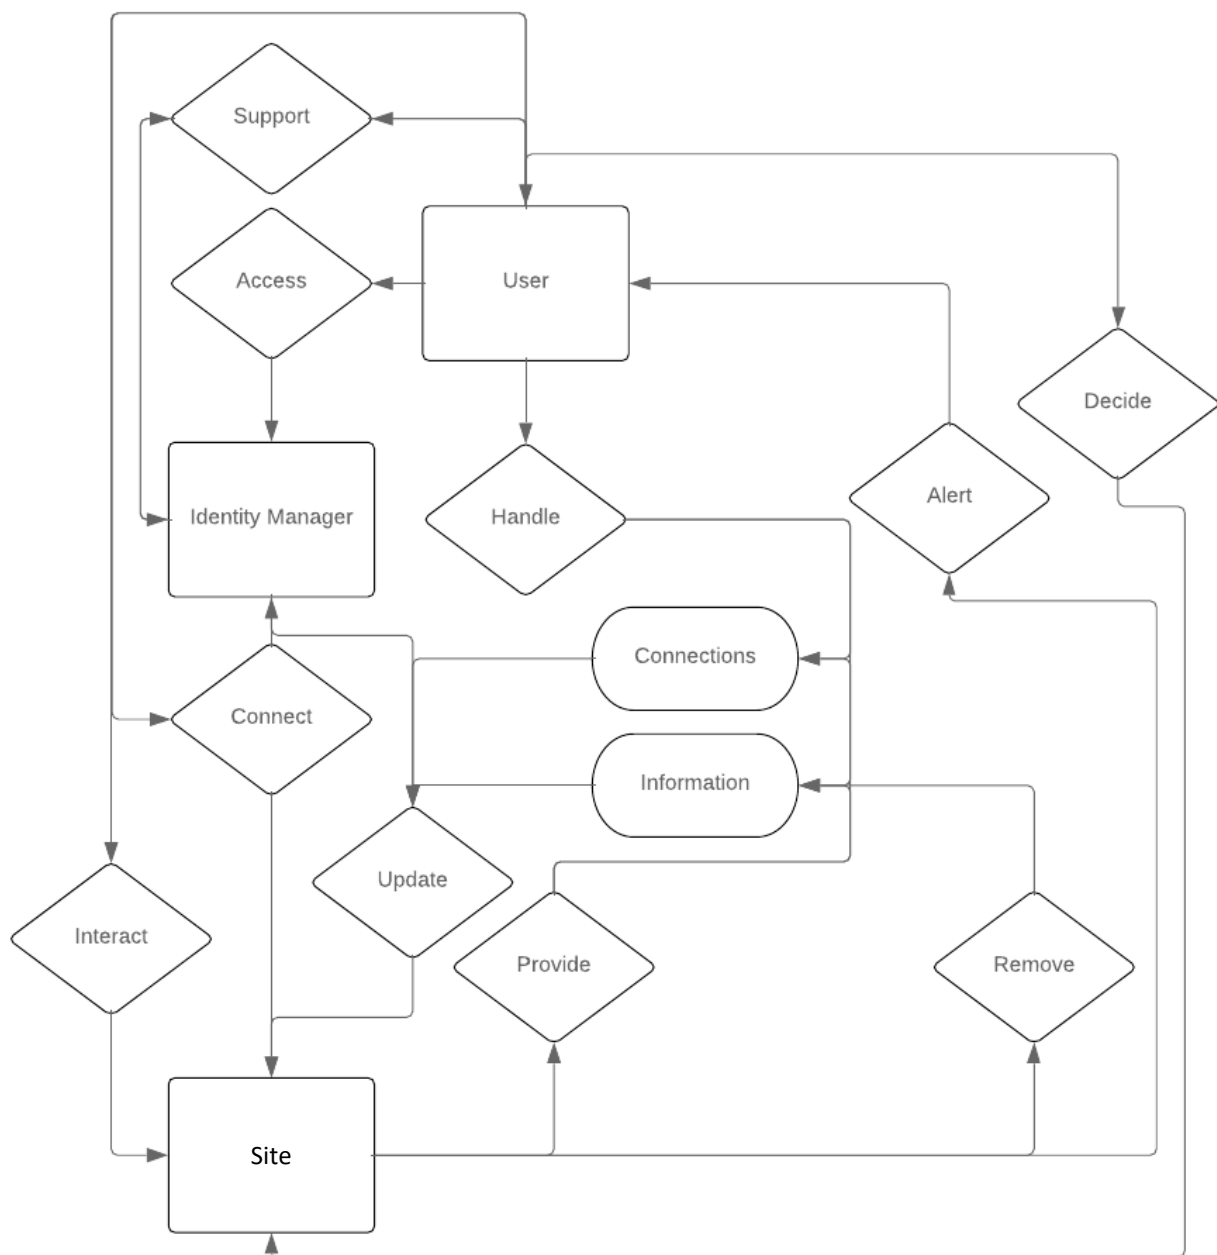 Support
Access
User
Decide
Alert
Identity Manager
Handle
Connections
Connect
Information
Update
Interact
Provide
Remove
Site